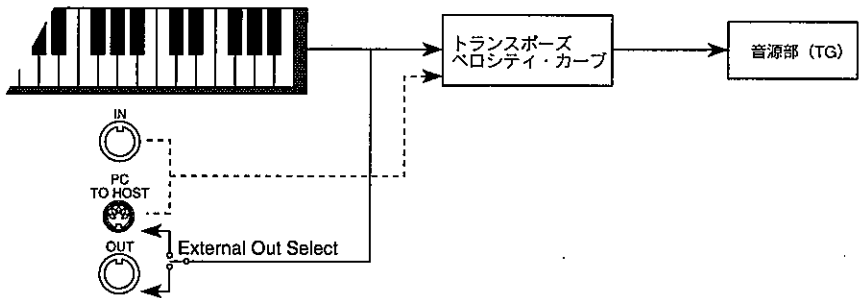 トランスポーズ
ベロシティ・カーブ
音源部（TG）
IN
PC
TO HOST
OUT
External Out Select